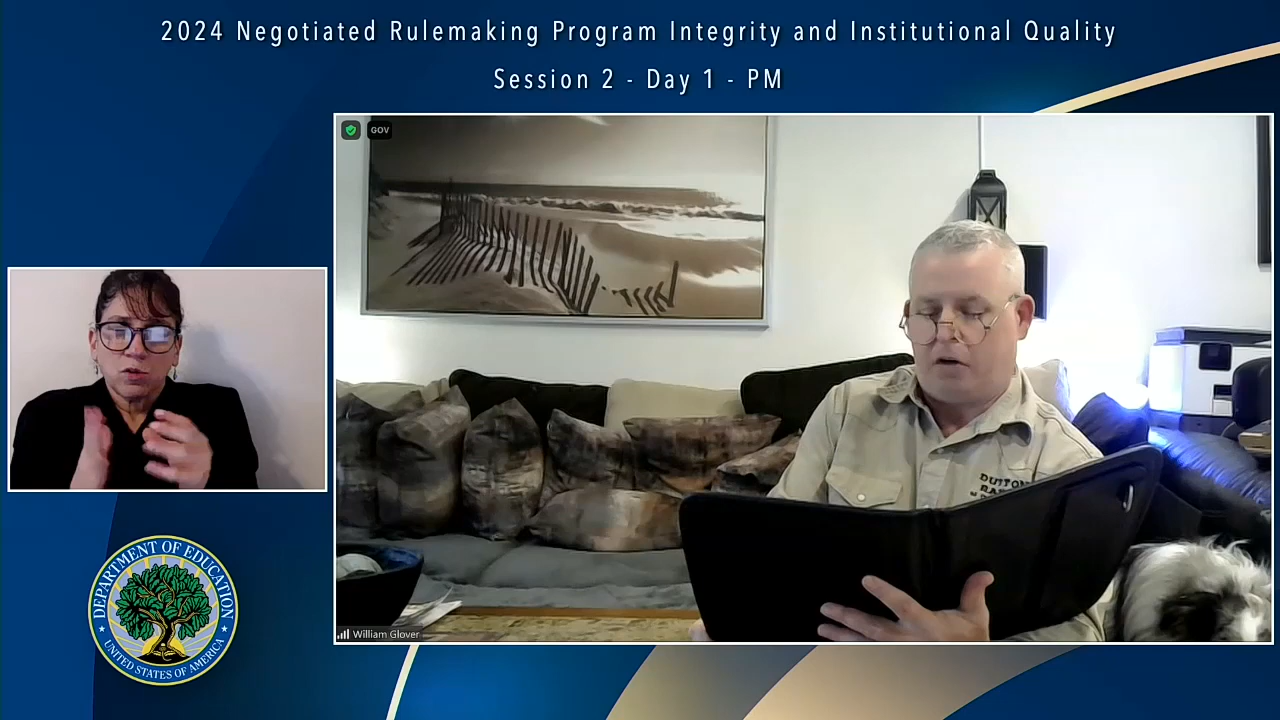 2024 Negotiated Rulemaking Program Integrity and Institutional Quality
Session 2 - Day 1 - PM
GOV
DUTTON
William Glover
DEPARTMENT OF EDUCATION
UNITED STATES OF AMERICA